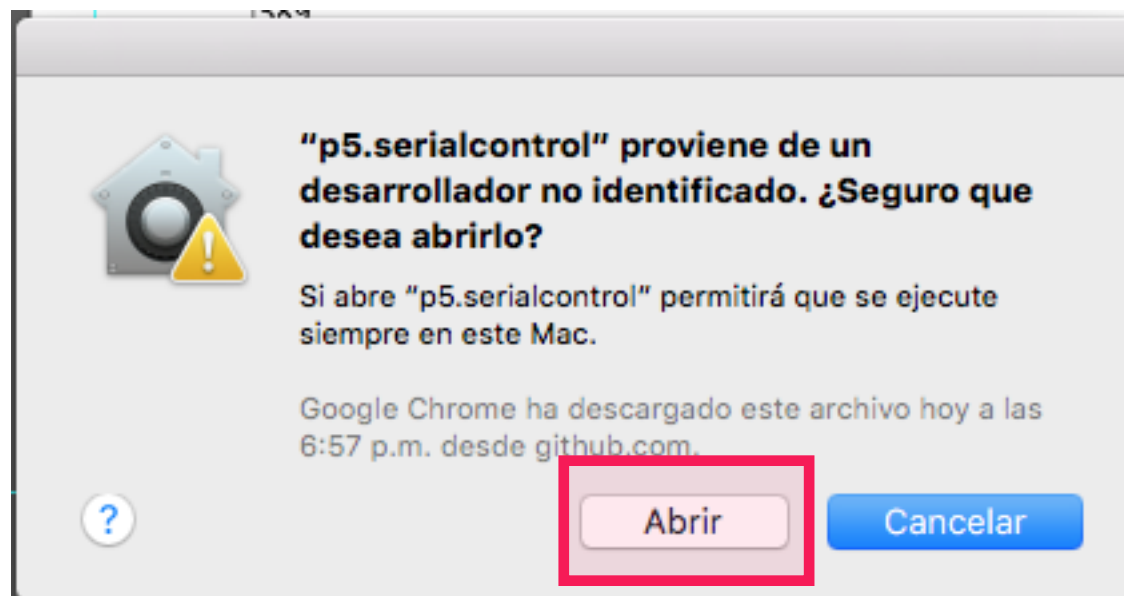 “p5.serialcontrol” proviene de un
desarrollador no identificado. ¿Seguro que
desea abrirlo?
Si abre “p5.serialcontrol” permitirá que se ejecute
siempre en este Mac.
Google Chrome ha descargado este archivo hoy a las
6:57 p.m. desde github.com.
?
Abrir
Cancelar